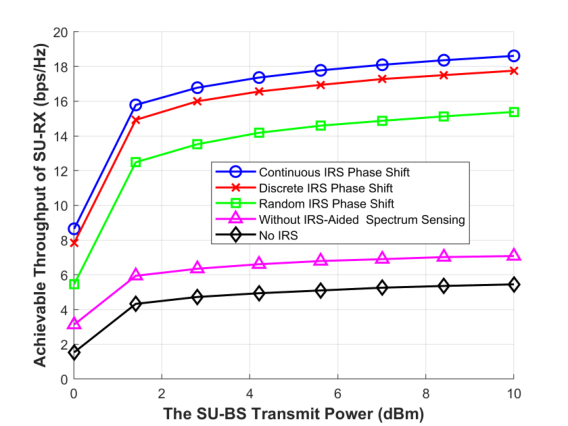 20
18
16
14
12
10
8
6
4
2
0
Achievable Throughput of SU-RX (bps/Hz)
Continuous IRS Phase Shift
Discrete IRS Phase Shift
Random IRS Phase Shift
Without IRS-Aided Spectrum Sensing
No IRS
0 2 4 6 8 10
The SU-BS Transmit Power (dBm)